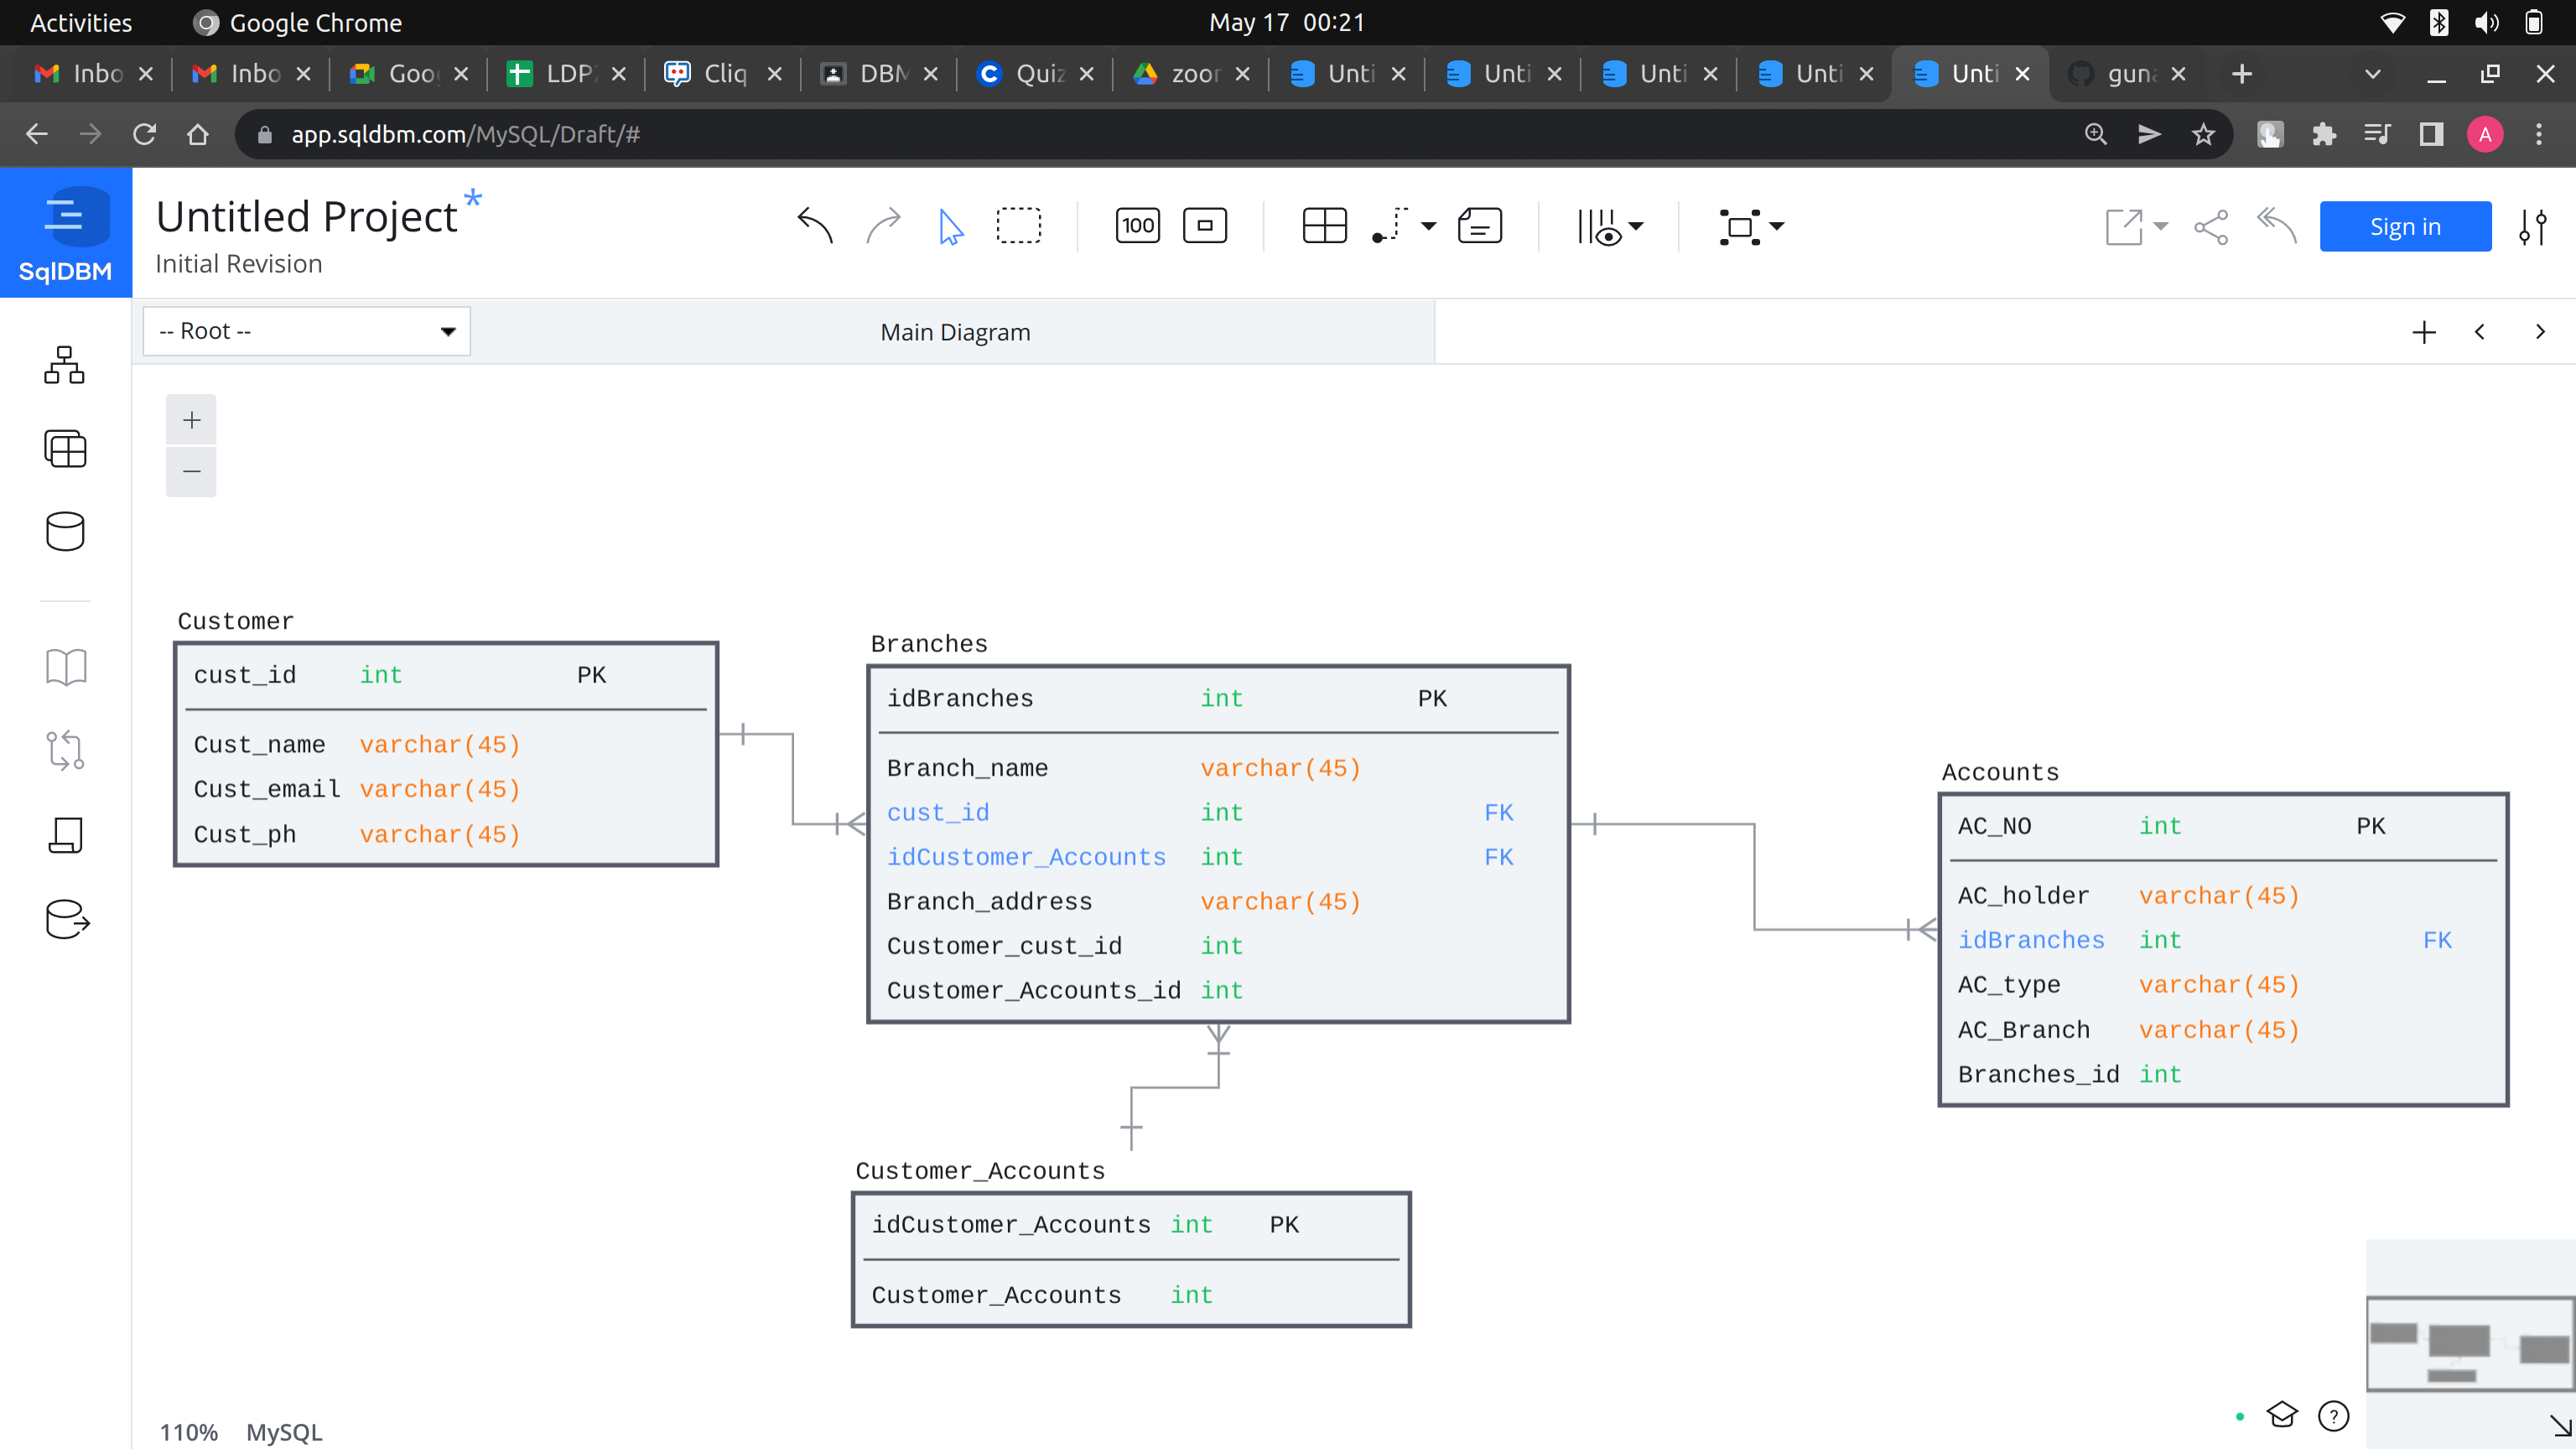 Activities Google Chrome May 17 00:21
Inbo Inbo Goo LDP Cliq DBM Quiz zoor Unti Unti Unti Unti Unti guna
app.sqldbm.com/MySQL/Draft/#
SqlDBM
Untitled Project*
Initial Revision
100
Sign in
-- Root --
Main Diagram
Customer
cust_id int PK
Cust_name varchar(45)
Cust_email varchar(45)
Cust_ph varchar(45)
Branches
idBranches int PK
Branch_name varchar(45)
cust_id int FK
idCustomer_Accounts int FK
Branch_address varchar(45)
Customer_cust_id int
Customer_Accounts_id int
Accounts
AC_NO int PK
AC_holder varchar(45)
idBranches int FK
AC_type varchar(45)
AC_Branch varchar(45)
Branches_id int
Customer_Accounts
idCustomer_Accounts int PK
Customer_Accounts int
110% MySQL